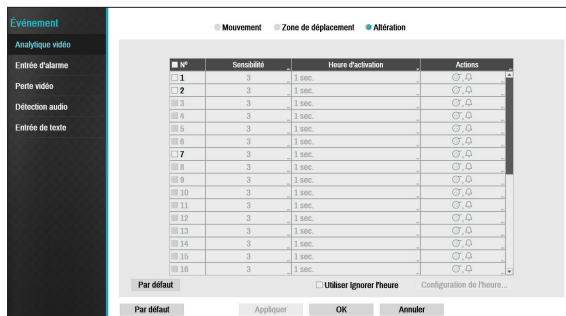 Événement
Mouvement Zone de déplacement Altération
Analytique vidéo
Entrée d'alarme
Perte vidéo
Détection audio
Entrée de texte
Nº Sensibilité Heure d'activation Actions
1 3 1 sec.
2 3 1 sec.
3 3 1 sec.
4 3 1 sec.
5 3 1 sec.
6 3 1 sec.
7 3 1 sec.
8 3 1 sec.
9 3 1 sec.
10 3 1 sec.
11 3 1 sec.
12 3 1 sec.
13 3 1 sec.
14 3 1 sec.
15 3 1 sec.
16 3 1 sec.
Par défaut Utiliser Ignorer l'heure Configuration de l'heure...
Par défaut Appliquer OK Annuler